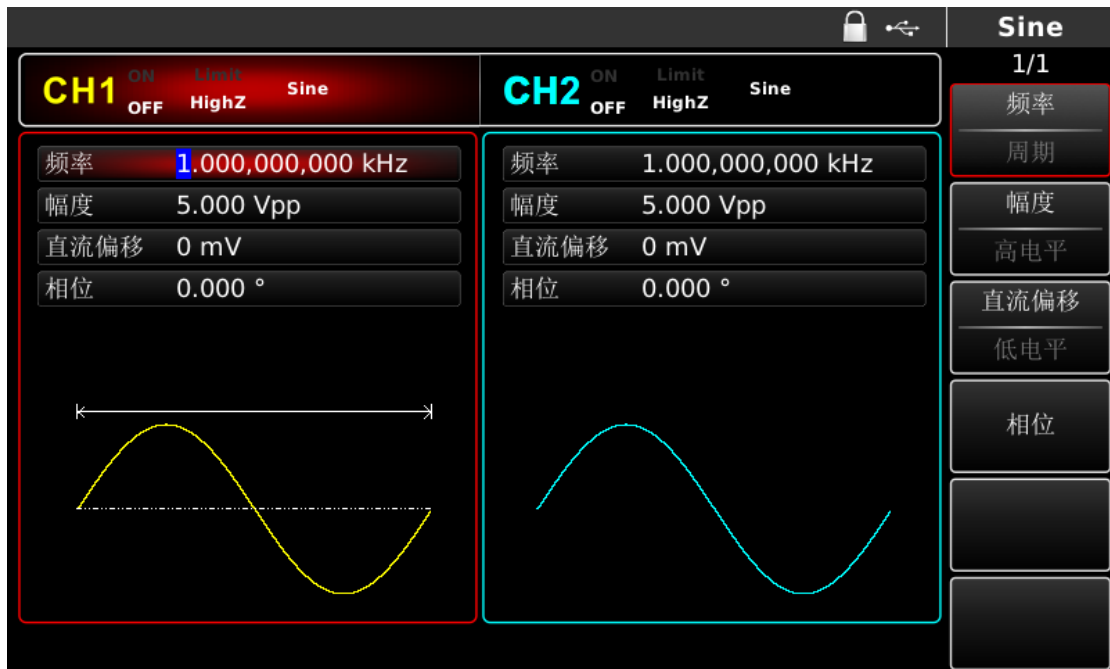 Sine
1/1
CH1 ON OFF Limit HighZ Sine
CH2 ON OFF Limit HighZ Sine
频率 1.000,000,000 kHz
幅度 5.000 Vpp
直流偏移 0 mV
相位 0.000 °
频率 1.000,000,000 kHz
幅度 5.000 Vpp
直流偏移 0 mV
相位 0.000 °
频率
周期
幅度
高电平
直流偏移
低电平
相位